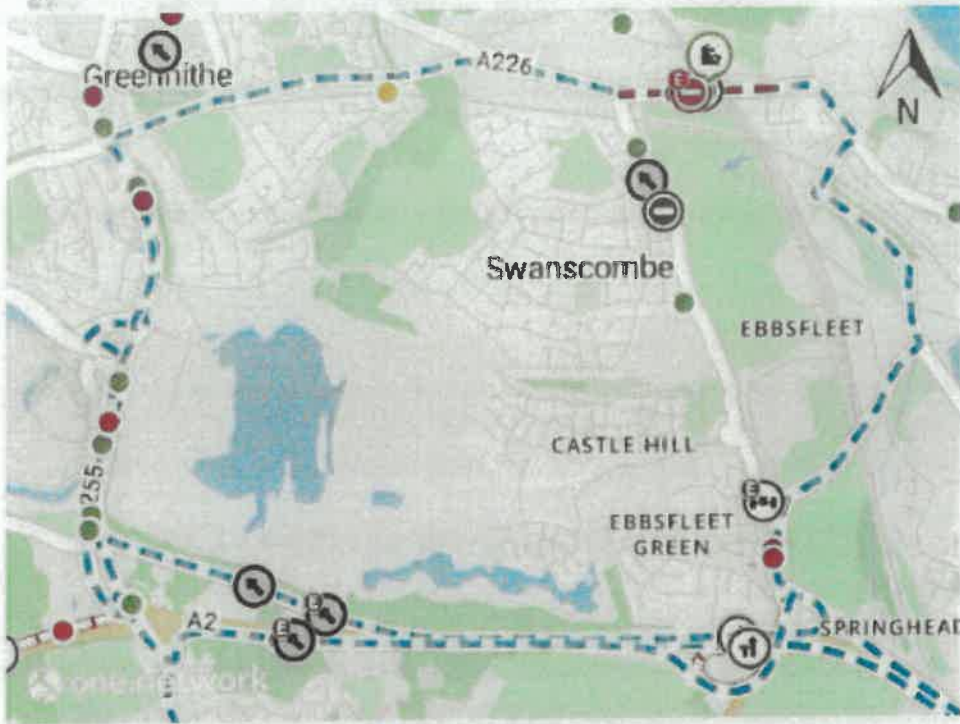 Greenhithe
A226
N
Swanscombe
EBBSFLEET
CASTLE HILL
EBBSFLEET
GREEN
255
A2
SPRINGHEAD
one.network